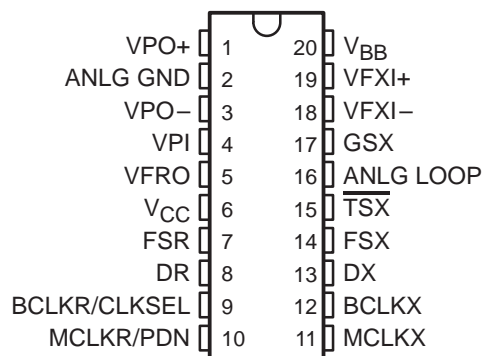 VPO+ 1 20 VBB
ANLG GND 2 19 VFXI+
VPO− 3 18 VFXI−
VPI 4 17 GSX
VFRO 5 16 ANLG LOOP
VCC 6 15 TSX
FSR 7 14 FSX
DR 8 13 DX
BCLKR/CLKSEL 9 12 BCLKX
MCLKR/PDN 10 11 MCLKX